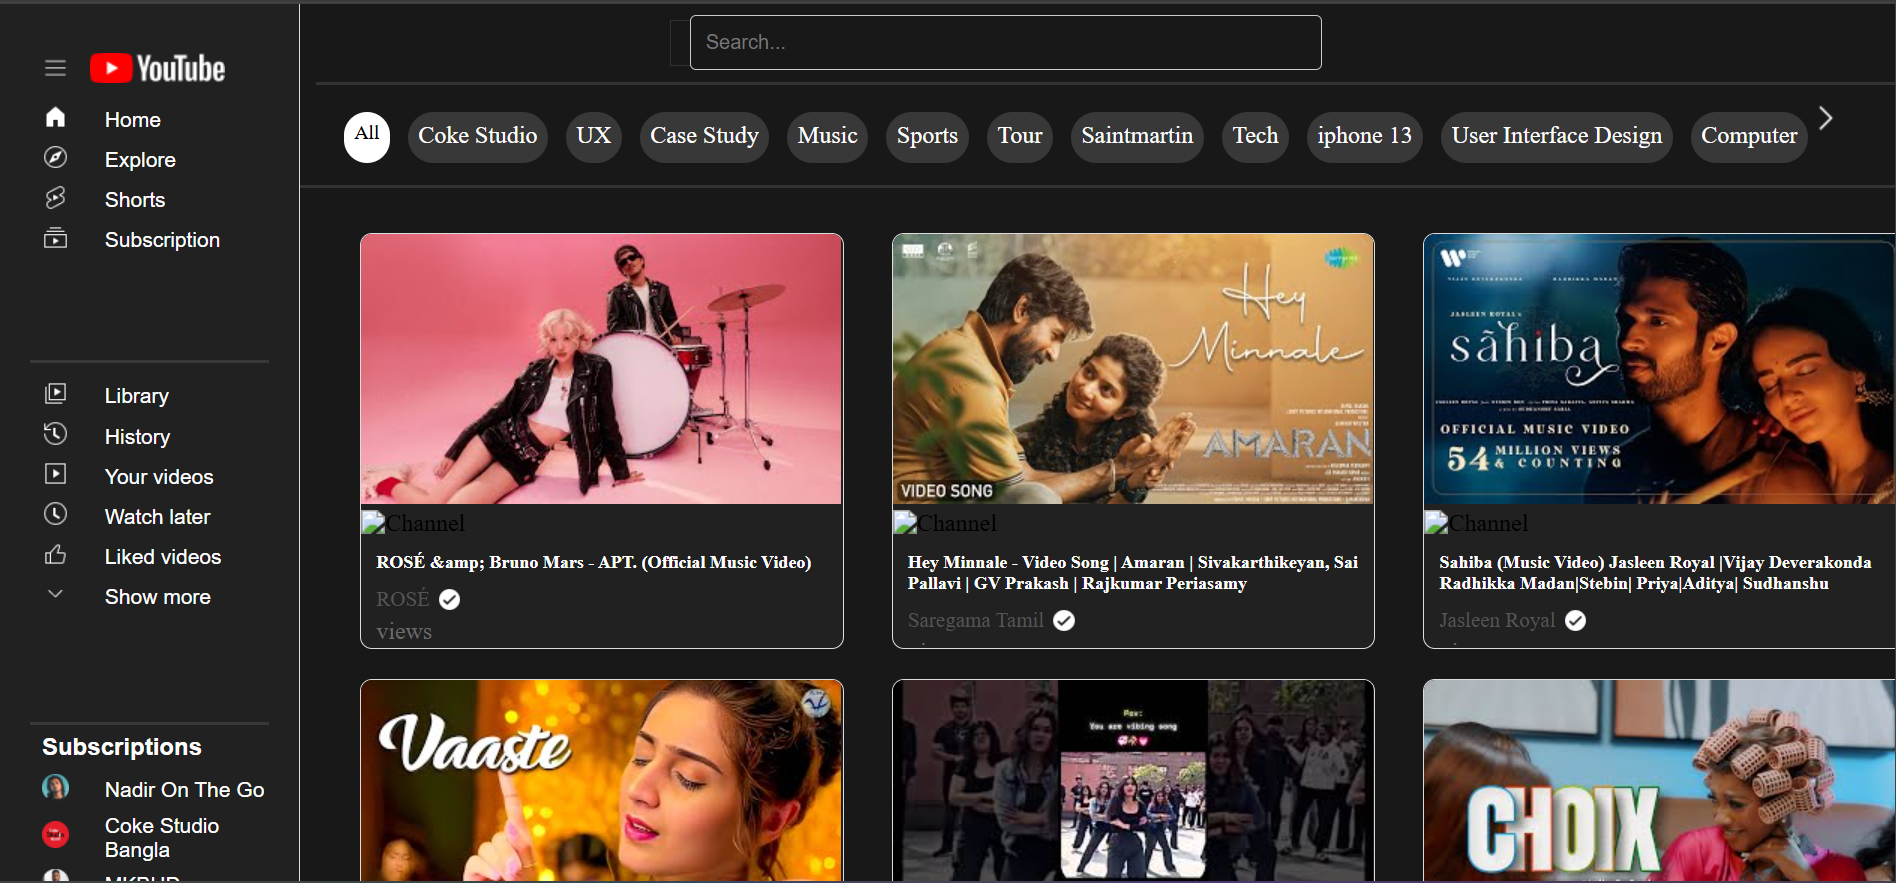 YouTube
Search...
Home
Explore
Shorts
Subscription
All
Coke Studio
UX
Case Study
Music
Sports
Tour
Saintmartin
Tech
iphone 13
User Interface Design
Computer
Library
History
Your videos
Watch later
Liked videos
Show more
Subscriptions
Nadir On The Go
Coke Studio
Bangla
Channel
ROSÉ &amp; Bruno Mars - APT. (Official Music Video)
ROSÉ
views
Hey
Minnale
AMARAN
VIDEO SONG
Channel
Hey Minnale - Video Song | Amaran | Sivakarthikeyan, Sai
Pallavi | GV Prakash | Rajkumar Periasamy
Saregama Tamil
JASLEEN ROYAL'S
sāhiba
OFFICIAL MUSIC VIDEO
54 MILLION VIEWS
& COUNTING
Channel
Sahiba (Music Video) Jasleen Royal |Vijay Deverakonda
Radhikka Madan|Stebin| Priya|Aditya| Sudhanshu
Jasleen Royal
Vaaste
You are vibing song
CHOIX